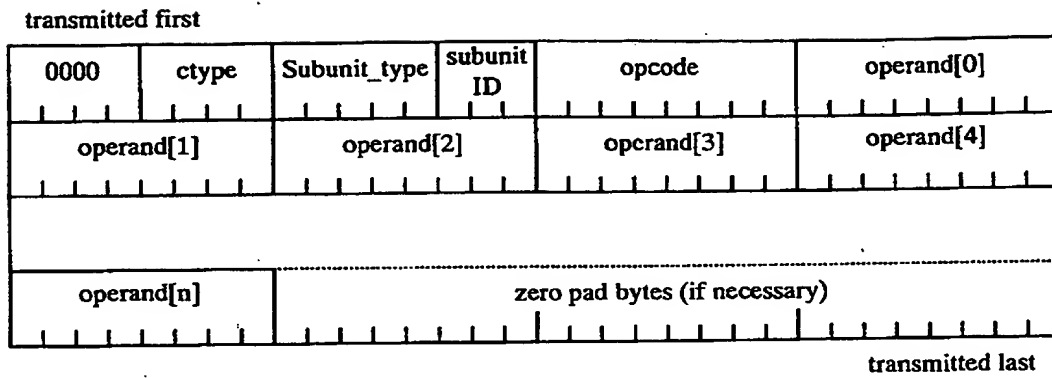 transmitted first
0000 ctype Subunit_type subunit ID opcode operand[0]
operand[1] operand[2] operand[3] operand[4]
operand[n] zero pad bytes (if necessary)
transmitted last